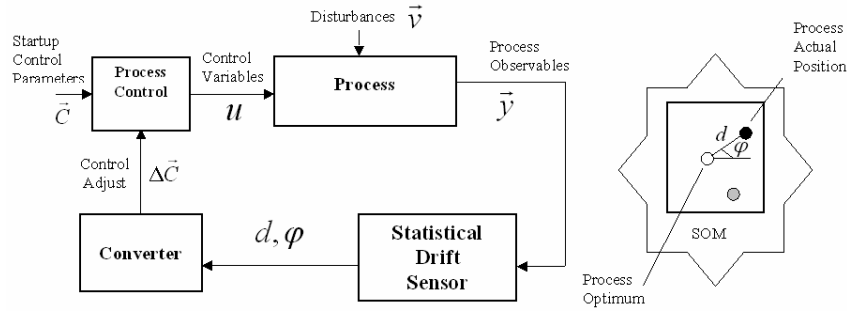 Startup
Control
Parameters
C
Process
Control
Control
Variables
u
Disturbances v
Process
Process
Observables
y
Control
Adjust
ΔC
Converter
d, φ
Statistical
Drift
Sensor
Process
Actual
Position
d
φ
SOM
Process
Optimum